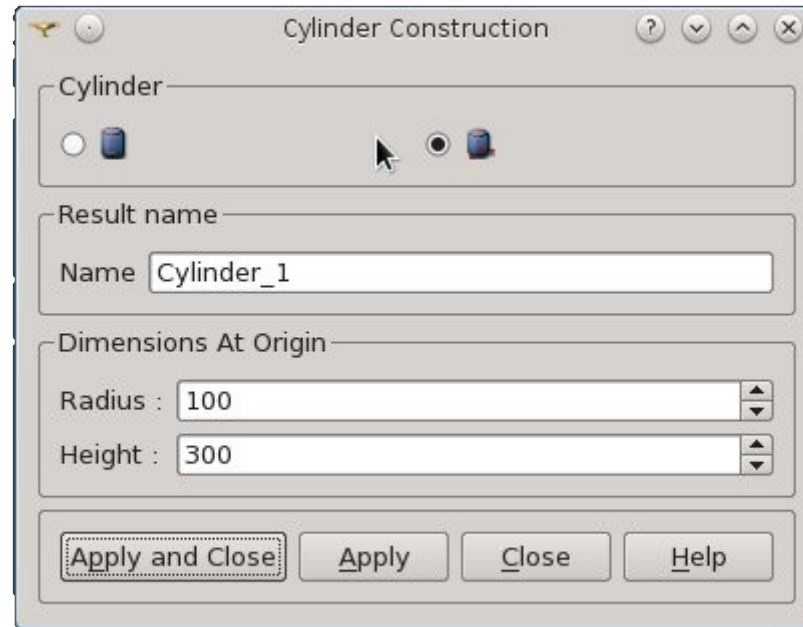 Cylinder Construction ?
Cylinder
Result name
Name Cylinder_1
Dimensions At Origin
Radius : 100
Height : 300
Apply and Close Apply Close Help